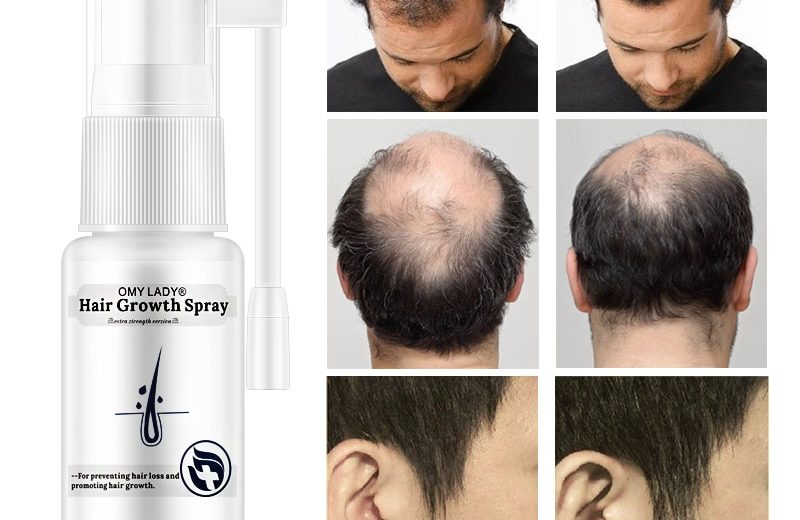 OMY LADY®
Hair Growth Spray
extra strength version
--For preventing hair loss and
promoting hair growth.